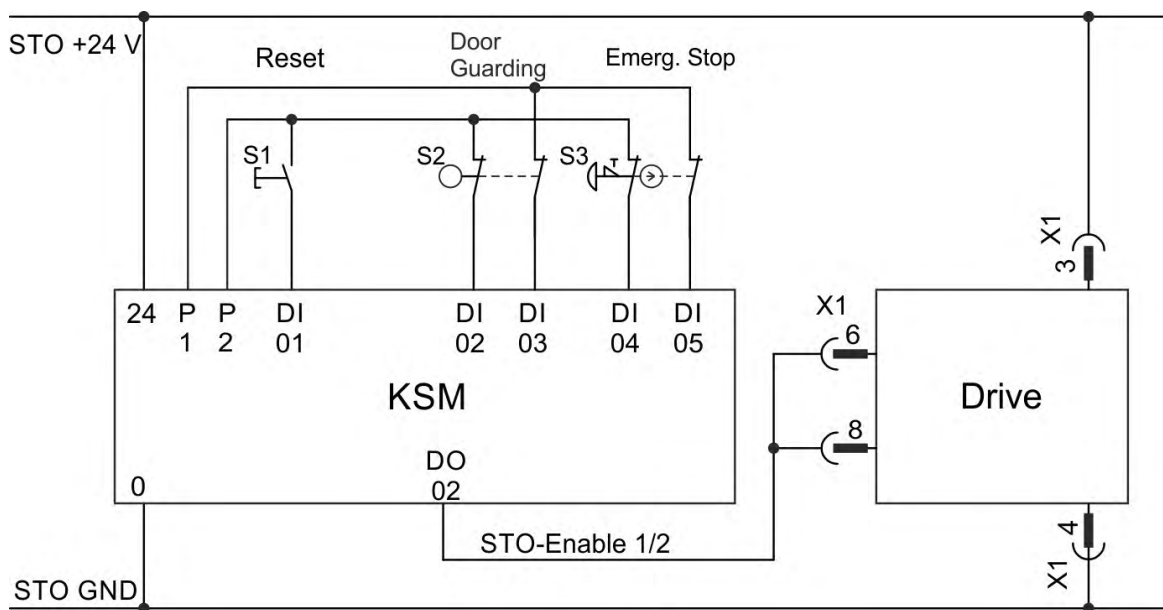 STO +24 V
Reset
Door
Guarding
Emerg. Stop
S1
S2
S3
X1
3
24 P P DI DI DI DI DI
1 2 01 02 03 04 05
X1
6
KSM
Drive
8
DO
0 02
4
STO-Enable 1/2
X1
STO GND